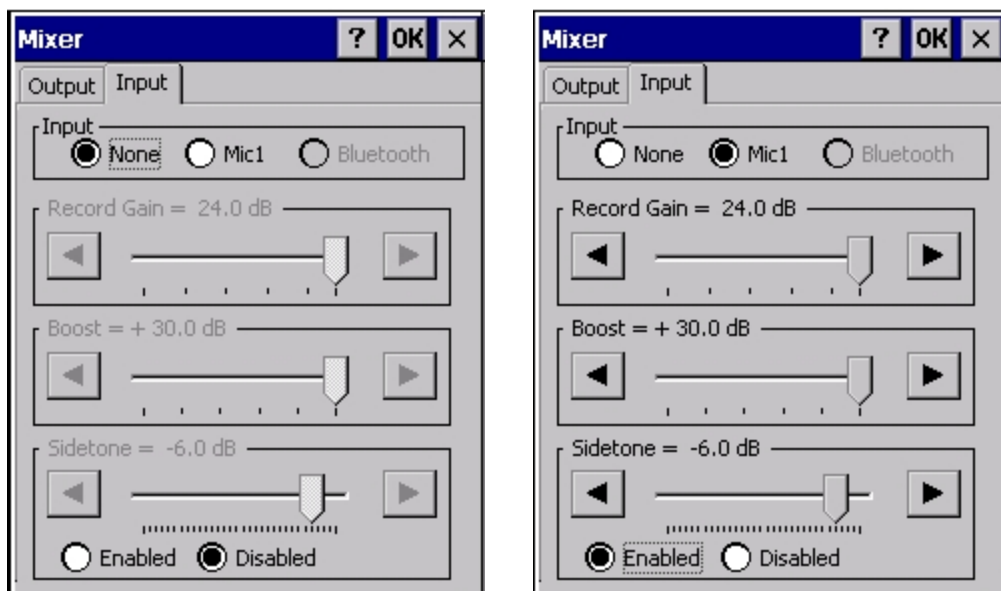 Mixer ? OK ×
Output Input
Input
None Mic1 Bluetooth
Record Gain = 24.0 dB
Boost = + 30.0 dB
Sidetone = -6.0 dB
Enabled Disabled
Mixer ? OK ×
Output Input
Input
None Mic1 Bluetooth
Record Gain = 24.0 dB
Boost = + 30.0 dB
Sidetone = -6.0 dB
Enabled Disabled